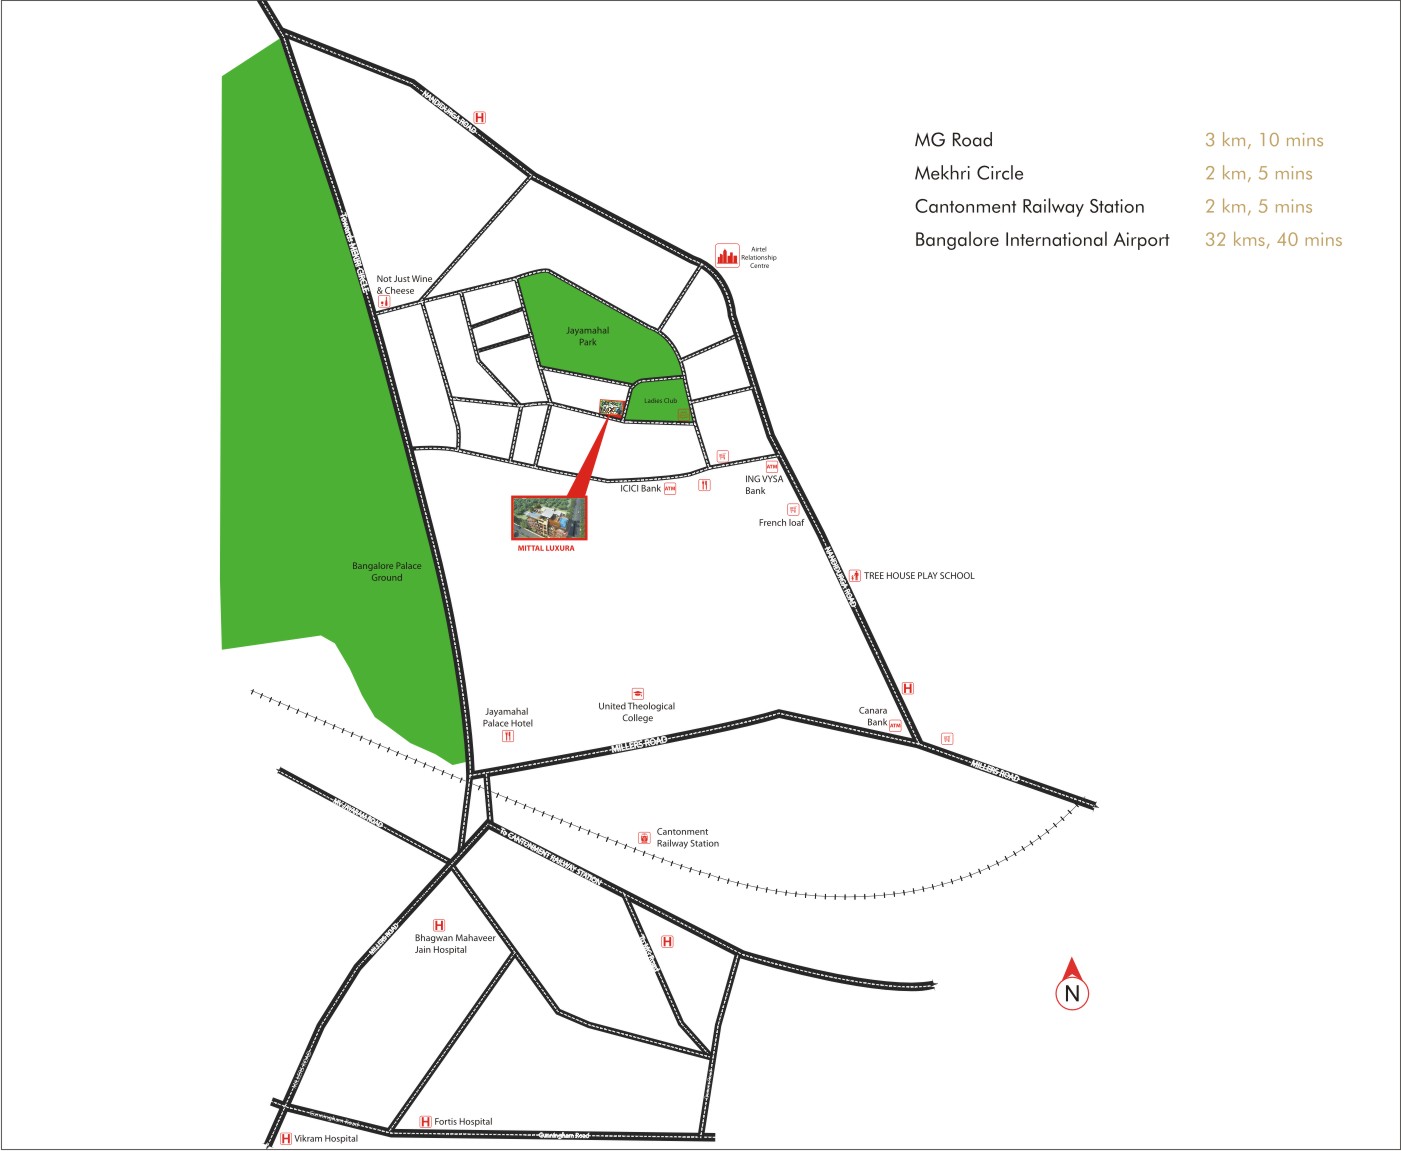 MG Road 3 km, 10 mins
Mekhri Circle 2 km, 5 mins
Cantonment Railway Station 2 km, 5 mins
Bangalore International Airport 32 kms, 40 mins
NANDIDURGA ROAD
H
Airtel
Relationship
Centre
Towards MEKRI CIRCLE
Not Just Wine
& Cheese
Jayamahal
Park
Ladies Club
ICICI Bank ATM
ATM
ING VYSA
Bank
French loaf
MITTAL LUXURA
Bangalore Palace
Ground
NANDIDURGA ROAD
TREE HOUSE PLAY SCHOOL
H
United Theological
College
Jayamahal
Palace Hotel
Canara
Bank ATM
MILLERS ROAD
MILLERS ROAD
Cantonment
Railway Station
To CANTONMENT RAILWAY STATION
H
Bhagwan Mahaveer
Jain Hospital
H
MILLERS ROAD
N
H Fortis Hospital
Cunningham Road
Cunningham Road
H Vikram Hospital